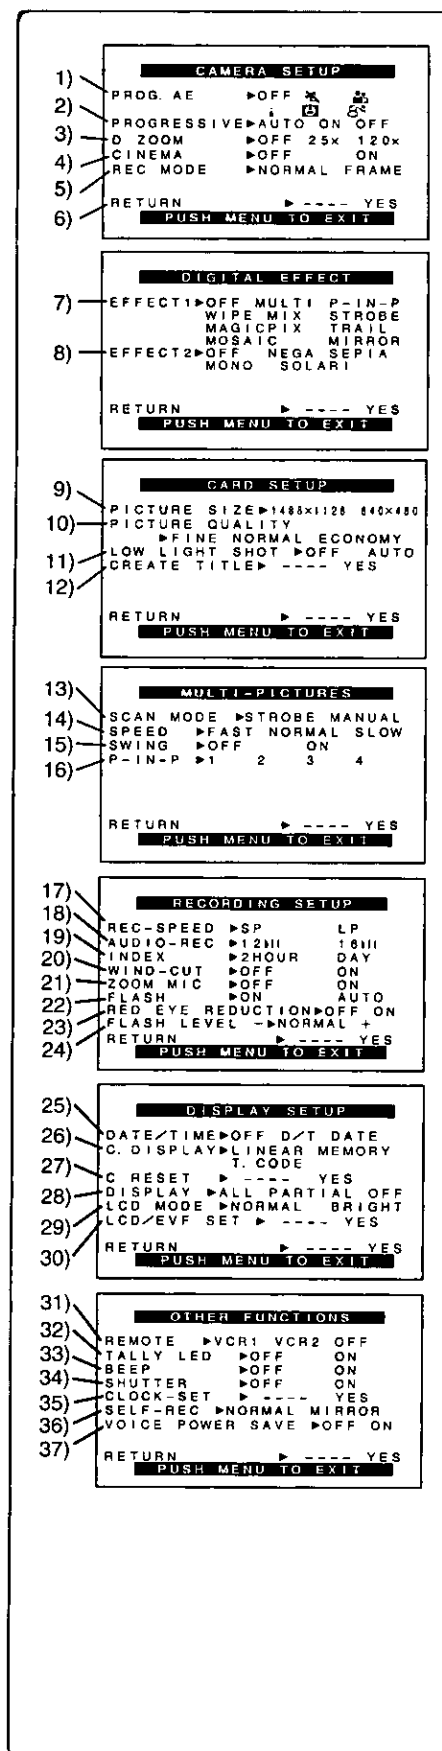 CAMERA SETUP
1) PROG. AE ▶OFF
2) PROGRESSIVE▶AUTO ON OFF
3) D ZOOM ▶OFF 25x 120x
4) CINEMA ▶OFF ON
5) REC MODE ▶NORMAL FRAME
6) RETURN ▶ ---- YES
PUSH MENU TO EXIT
DIGITAL EFFECT
7) EFFECT1▶OFF MULTI P-IN-P
WIPE MIX STROBE
MAGICPIX TRAIL
MOSAIC MIRROR
8) EFFECT2▶OFF NEGA SEPIA
MONO SOLARI
RETURN ▶ ---- YES
PUSH MENU TO EXIT
CARD SETUP
9) PICTURE SIZE▶1488×1128 640×480
10) PICTURE QUALITY
▶FINE NORMAL ECONOMY
11) LOW LIGHT SHOT ▶OFF AUTO
12) CREATE TITLE▶ ---- YES
RETURN ▶ ---- YES
PUSH MENU TO EXIT
MULTI-PICTURES
13) SCAN MODE ▶STROBE MANUAL
14) SPEED ▶FAST NORMAL SLOW
15) SWING ▶OFF ON
16) P-IN-P ▶1 2 3 4
RETURN ▶ ---- YES
PUSH MENU TO EXIT
RECORDING SETUP
17) REC-SPEED ▶SP LP
18) AUDIO-REC ▶12 16
19) INDEX ▶2HOUR DAY
20) WIND-CUT ▶OFF ON
21) ZOOM MIC ▶OFF ON
22) FLASH ▶ON AUTO
23) RED EYE REDUCTION▶OFF ON
24) FLASH LEVEL -▶NORMAL +
RETURN ▶ ---- YES
PUSH MENU TO EXIT
DISPLAY SETUP
25) DATE/TIME▶OFF D/T DATE
26) C. DISPLAY▶LINEAR MEMORY
T. CODE
27) C RESET ▶ ---- YES
28) DISPLAY ▶ALL PARTIAL OFF
29) LCD MODE ▶NORMAL BRIGHT
30) LCD/EVF SET ▶ ---- YES
RETURN ▶ ---- YES
PUSH MENU TO EXIT
OTHER FUNCTIONS
31) REMOTE ▶VCR1 VCR2 OFF
32) TALLY LED ▶OFF ON
33) BEEP ▶OFF ON
34) SHUTTER ▶OFF ON
35) CLOCK-SET ▶ ---- YES
36) SELF-REC ▶NORMAL MIRROR
37) VOICE POWER SAVE ▶OFF ON
RETURN ▶ ---- YES
PUSH MENU TO EXIT